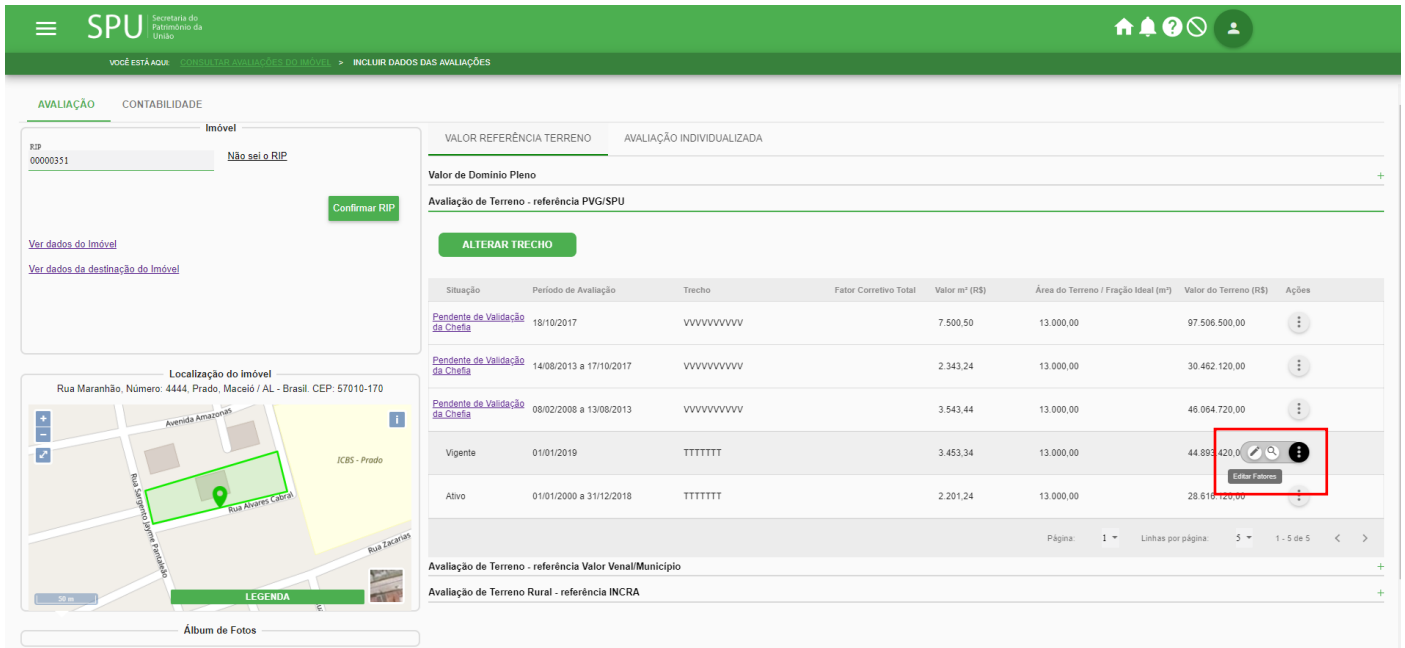 SPU Secretaria do
Patrimônio da
União
VOCÊ ESTÁ AQUI: CONSULTAR AVALIAÇÕES DO IMÓVEL > INCLUIR DADOS DAS AVALIAÇÕES
AVALIAÇÃO CONTABILIDADE
Imóvel
RIP
00000351
Não sei o RIP
Confirmar RIP
Ver dados do Imóvel
Ver dados da destinação do Imóvel
Localização do imóvel
Rua Maranhão, Número: 4444, Prado, Maceió / AL - Brasil. CEP: 57010-170
+
−
i
Avenida Amazonas
ICBS - Prado
Rua Sargento Jayme Pantaleão
Rua Alvares Cabral
Rua Zacarias
50 m
LEGENDA
Álbum de Fotos
VALOR REFERÊNCIA TERRENO AVALIAÇÃO INDIVIDUALIZADA
Valor de Domínio Pleno +
Avaliação de Terreno - referência PVG/SPU
ALTERAR TRECHO
Situação Período de Avaliação Trecho Fator Corretivo Total Valor m² (R$) Área do Terreno / Fração Ideal (m²) Valor do Terreno (R$) Ações
Pendente de Validação
da Chefia 18/10/2017 VVVVVVVVVV 7.500,50 13.000,00 97.506.500,00
Pendente de Validação
da Chefia 14/08/2013 a 17/10/2017 VVVVVVVVVV 2.343,24 13.000,00 30.462.120,00
Pendente de Validação
da Chefia 08/02/2008 a 13/08/2013 VVVVVVVVVV 3.543,44 13.000,00 46.064.720,00
Vigente 01/01/2019 TTTTTTT 3.453,34 13.000,00 44.893.420,0
Editar Fatores
Ativo 01/01/2000 a 31/12/2018 TTTTTTT 2.201,24 13.000,00 28.616.120,00
Página: 1 Linhas por página: 5 1 - 5 de 5 < >
Avaliação de Terreno - referência Valor Venal/Município +
Avaliação de Terreno Rural - referência INCRA +